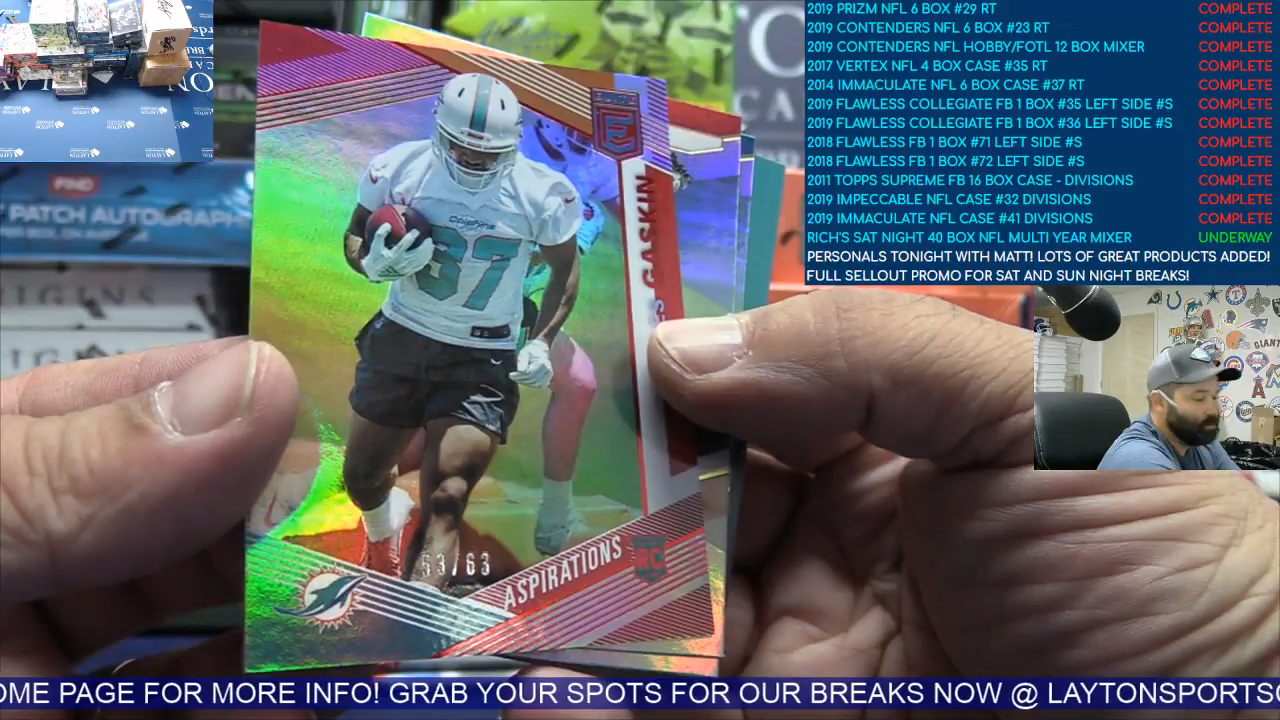 2019 PRIZM NFL 6 BOX #29 RT COMPLETE
2019 CONTENDERS NFL 6 BOX #23 RT COMPLETE
2019 CONTENDERS NFL HOBBY/FOTL 12 BOX MIXER COMPLETE
2017 VERTEX NFL 4 BOX CASE #35 RT COMPLETE
2014 IMMACULATE NFL 6 BOX CASE #37 RT COMPLETE
2019 FLAWLESS COLLEGIATE FB 1 BOX #35 LEFT SIDE #S COMPLETE
2019 FLAWLESS COLLEGIATE FB 1 BOX #36 LEFT SIDE #S COMPLETE
2018 FLAWLESS FB 1 BOX #71 LEFT SIDE #S COMPLETE
2018 FLAWLESS FB 1 BOX #72 LEFT SIDE #S COMPLETE
2011 TOPPS SUPREME FB 16 BOX CASE - DIVISIONS COMPLETE
2019 IMPECCABLE NFL CASE #32 DIVISIONS COMPLETE
2019 IMMACULATE NFL CASE #41 DIVISIONS COMPLETE
RICH'S SAT NIGHT 40 BOX NFL MULTI YEAR MIXER UNDERWAY
PERSONALS TONIGHT WITH MATT! LOTS OF GREAT PRODUCTS ADDED!
FULL SELLOUT PROMO FOR SAT AND SUN NIGHT BREAKS!
PATCH AUTOGRAPH
GASKIN
37
63
ASPIRATIONS
RC
OME PAGE FOR MORE INFO! GRAB YOUR SPOTS FOR OUR BREAKS NOW @ LAYTONSPORTSC